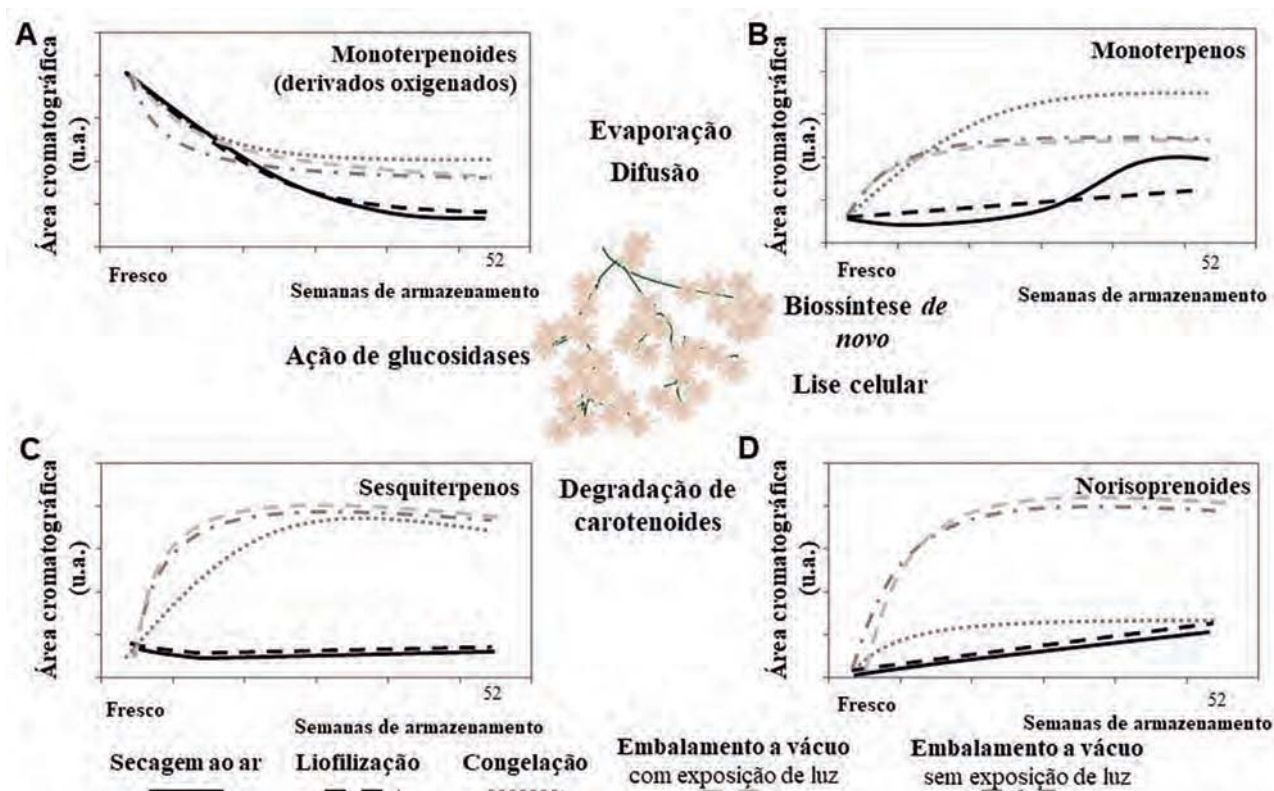 A
Área cromatográfica
(u.a.)
Monoterpenoides
(derivados oxigenados)
Fresco
52
Semanas de armazenamento
Evaporação
Difusão
B
Área cromatográfica
(u.a.)
Monoterpenos
Fresco
52
Semanas de armazenamento
Ação de glucosidases
Biossíntese de
novo
Lise celular
C
Área cromatográfica
(u.a.)
Sesquiterpenos
Fresco
52
Semanas de armazenamento
Degradação de
carotenoides
D
Área cromatográfica
(u.a.)
Norisoprenoides
Fresco
52
Semanas de armazenamento
Secagem ao ar
Liofilização
Congelação
Embalamento a vácuo
com exposição de luz
Embalamento a vácuo
sem exposição de luz